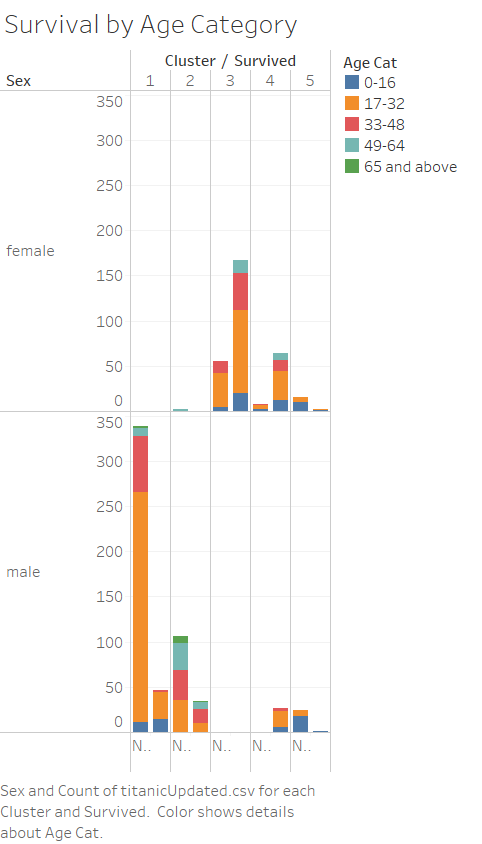 Survival by Age Category
Cluster / Survived
Sex 1 2 3 4 5
350
300
250
200
150
100
50
0
female
350
300
250
200
150
100
50
0
male
N.. N.. N.. N.. N..
Age Cat
0-16
17-32
33-48
49-64
65 and above
Sex and Count of titanicUpdated.csv for each
Cluster and Survived. Color shows details
about Age Cat.